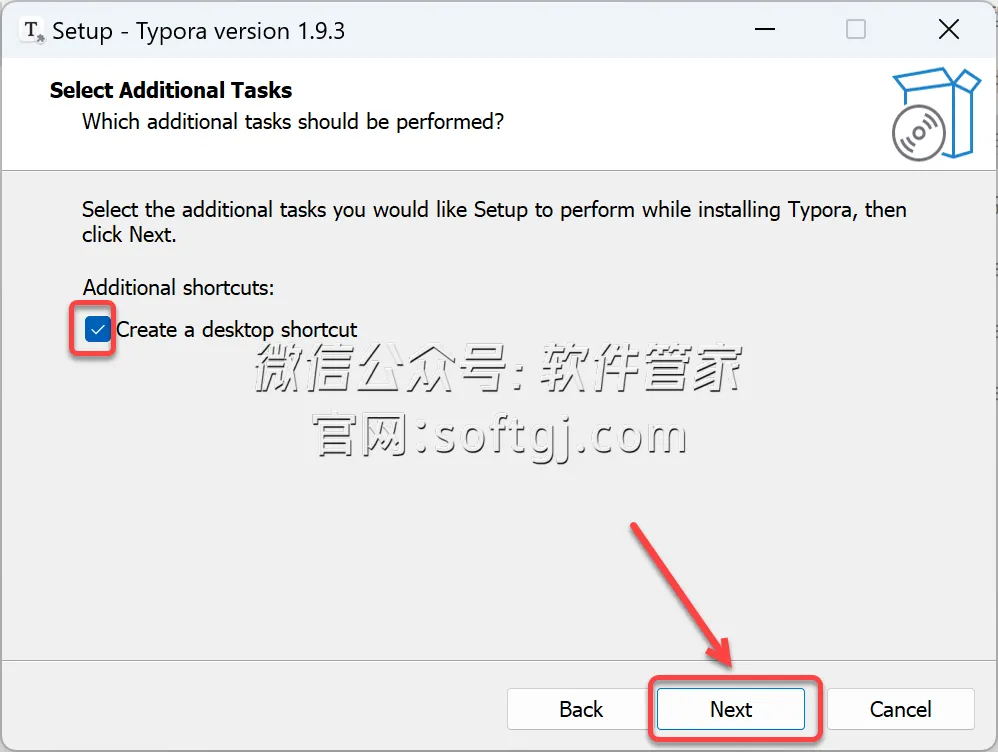 Setup - Typora version 1.9.3
Select Additional Tasks
Which additional tasks should be performed?
Select the additional tasks you would like Setup to perform while installing Typora, then
click Next.
Additional shortcuts:
Create a desktop shortcut
微信公众号: 软件管家
官网:softgj.com
Back
Next
Cancel